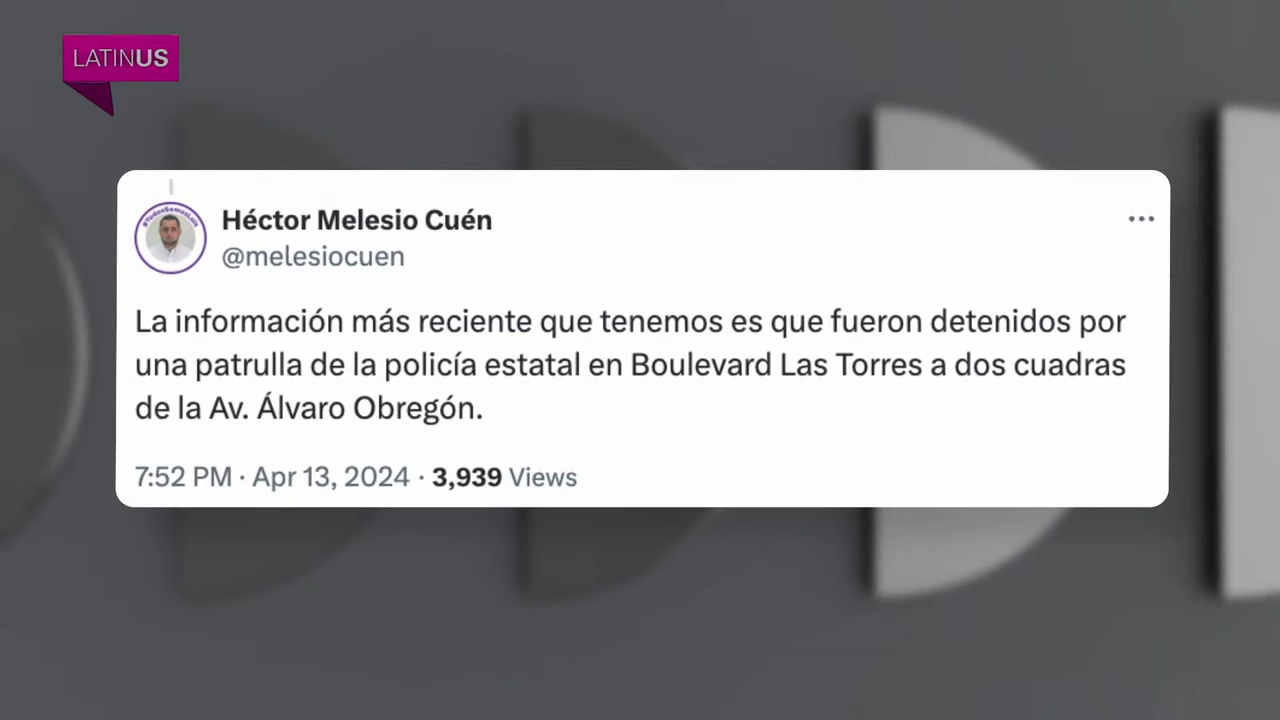 LATINUS
#TodosSomosLuis
Héctor Melesio Cuén
@melesiocuen
La información más reciente que tenemos es que fueron detenidos por
una patrulla de la policía estatal en Boulevard Las Torres a dos cuadras
de la Av. Álvaro Obregón.
7:52 PM · Apr 13, 2024 · 3,939 Views